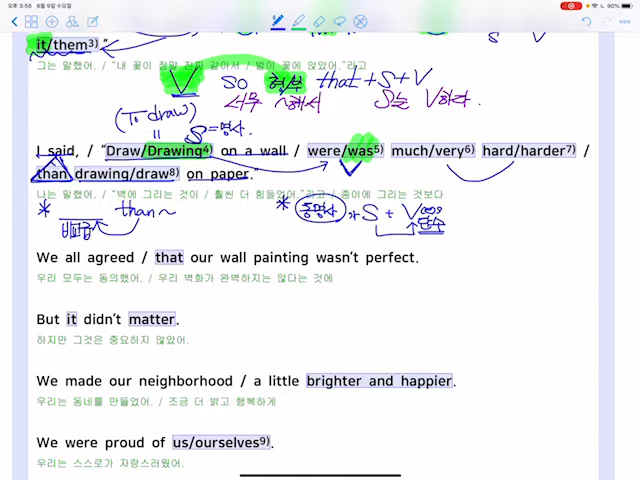 오후 3:56 6월 9일 수요일
it/them3) ”
그는 말했어. / “내 꽃이 정말 진짜 같아서 / 벌이 꽃에 앉았어.”라고
V so 형/부 that + S + V
너무 ~해서 S는 V하다.
(To draw)
=
S=명사.
I said, / “Draw/Drawing4) on a wall / were/was5) much/very6) hard/harder7) /
than drawing/draw8) on paper.”
나는 말했어. / “벽에 그리는 것이 / 훨씬 더 힘들었어.”라고 / 종이에 그리는 것보다
* ____ than~ * 동명사 가 S + V
비교급 단수
We all agreed / that our wall painting wasn’t perfect.
우리 모두는 동의했어. / 우리 벽화가 완벽하지는 않다는 것에
But it didn’t matter.
하지만 그것은 중요하지 않았어.
We made our neighborhood / a little brighter and happier.
우리는 동네를 만들었어. / 조금 더 밝고 행복하게
We were proud of us/ourselves9).
우리는 스스로가 자랑스러웠어.